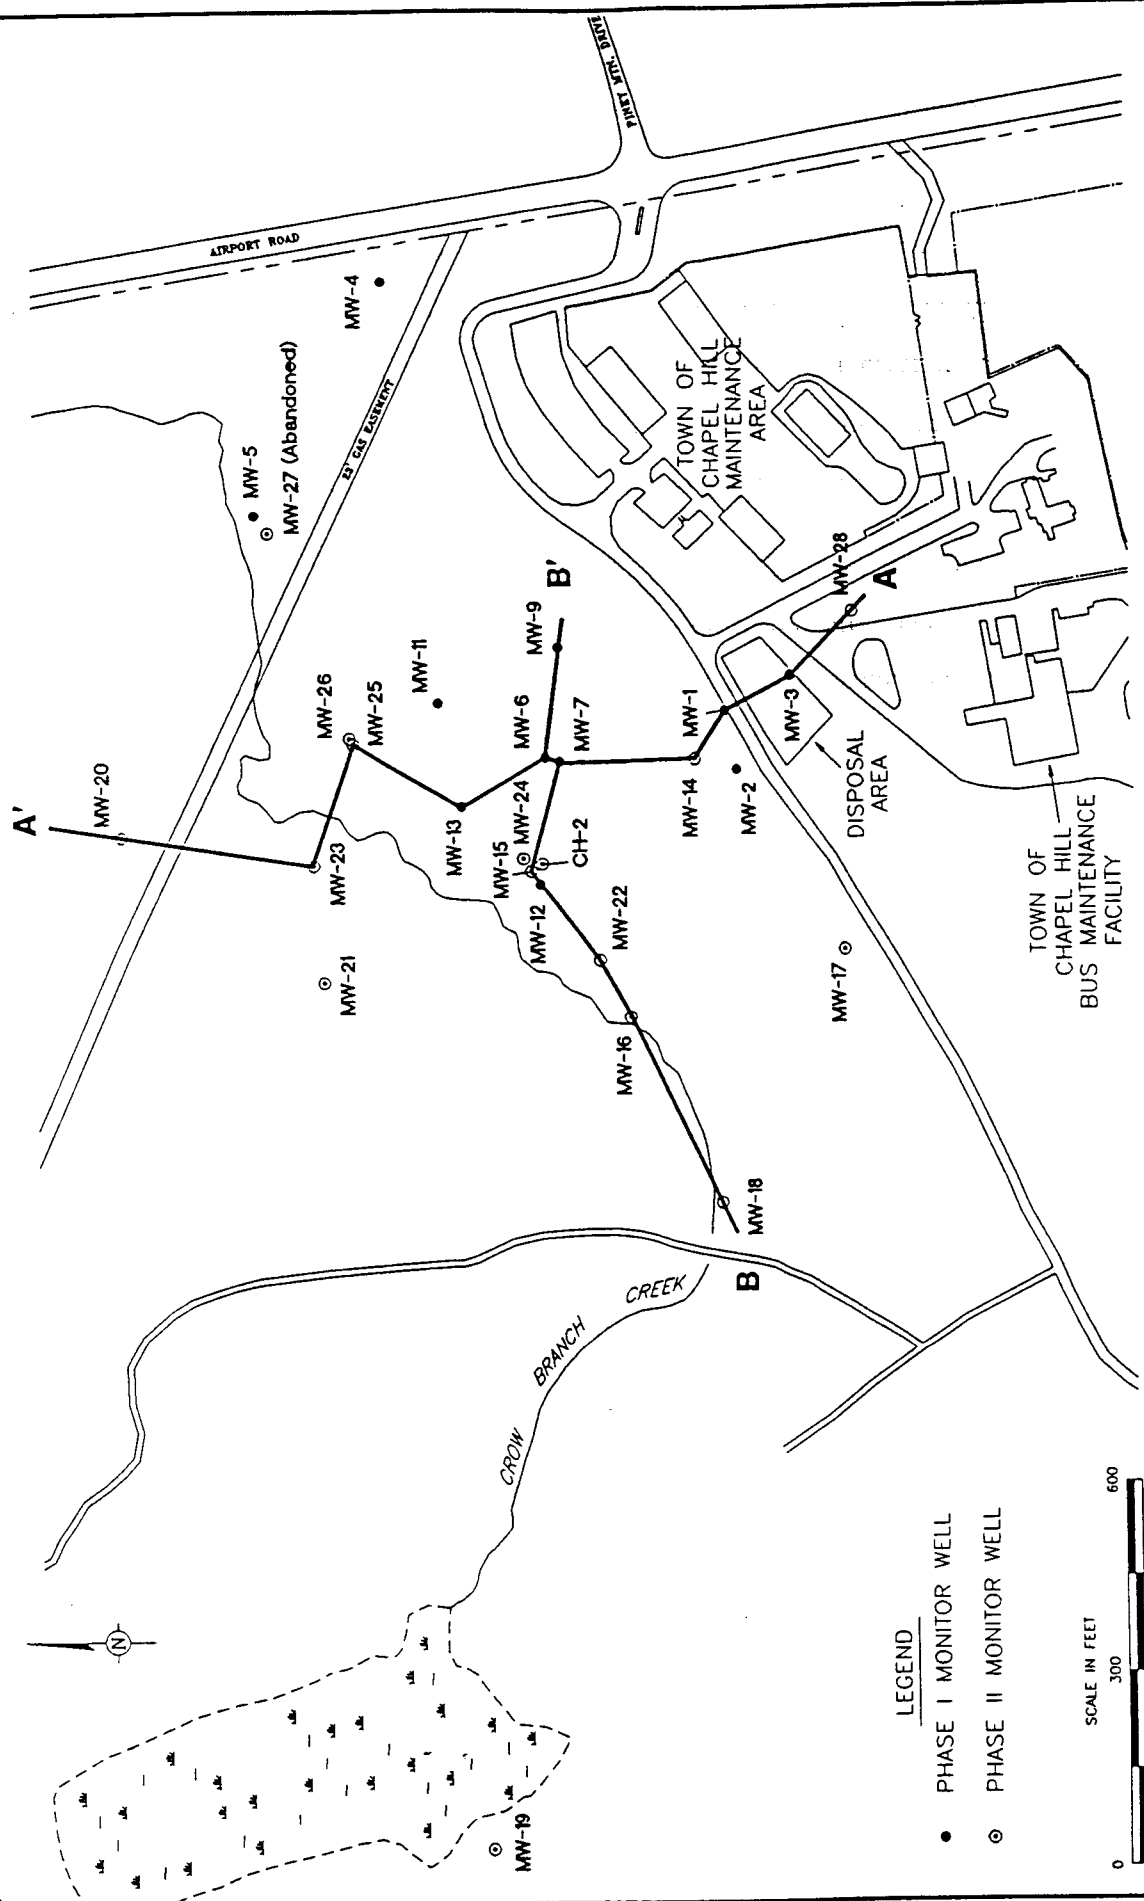 PINEY MTN. DRIVE
AIRPORT ROAD
MW-4
23' GAS EASEMENT
MW-5
MW-27 (Abandoned)
TOWN OF
CHAPEL HILL
MAINTENANCE
AREA
MW-28
A
B'
MW-9
MW-11
MW-26
MW-25
MW-6
MW-7
MW-1
MW-3
A'
MW-20
MW-23
MW-13
MW-24
MW-15
CH-2
MW-12
MW-14
MW-2
DISPOSAL
AREA
MW-22
MW-21
MW-16
MW-17
TOWN OF
CHAPEL HILL
BUS MAINTENANCE
FACILITY
MW-18
B
CROW BRANCH CREEK
N
MW-19
LEGEND
PHASE I MONITOR WELL
PHASE II MONITOR WELL
SCALE IN FEET
0 300 600